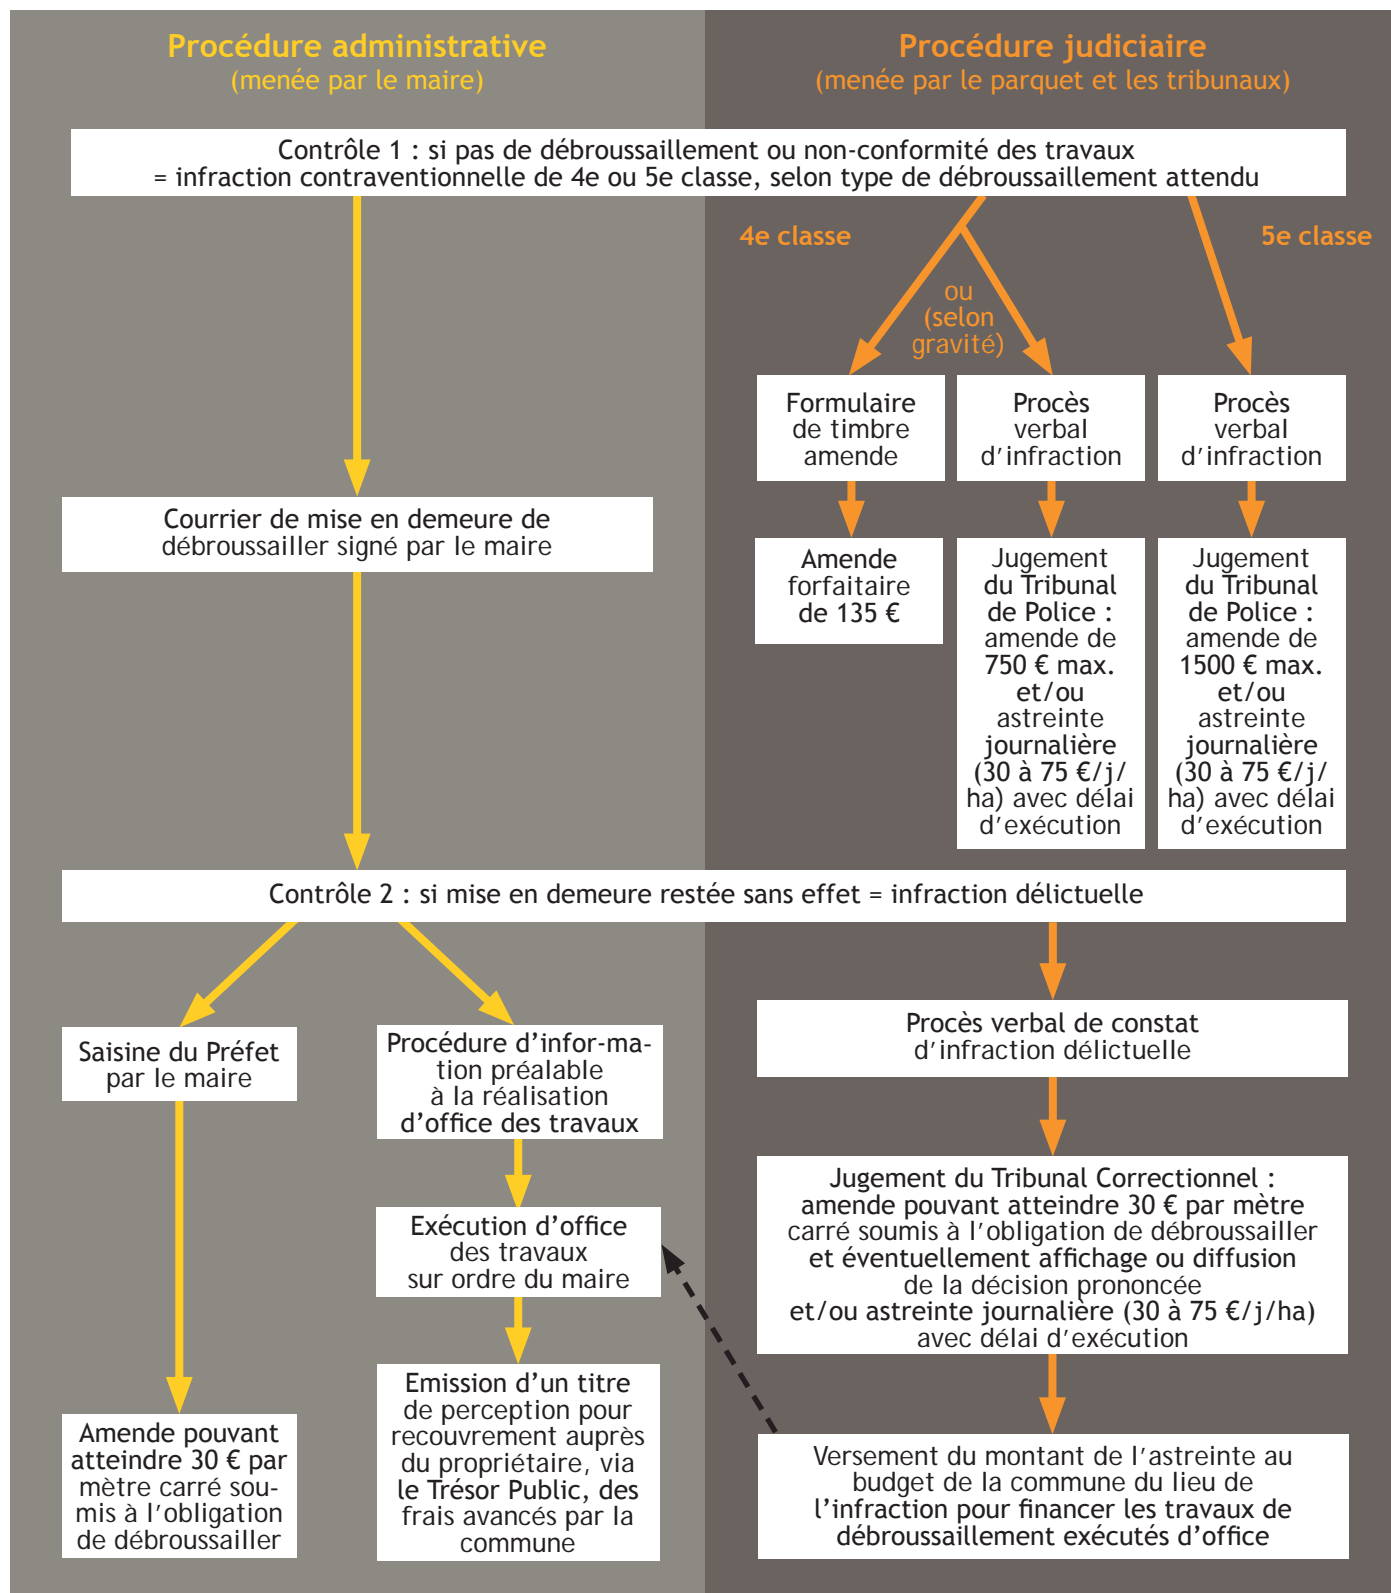 Procédure administrative
(menée par le maire)
Procédure judiciaire
(menée par le parquet et les tribunaux)
Contrôle 1 : si pas de débroussaillement ou non-conformité des travaux
= infraction contraventionnelle de 4e ou 5e classe, selon type de débroussaillement attendu
4e classe
5e classe
ou
(selon
gravité)
Formulaire
de timbre
amende
Procès
verbal
d'infraction
Procès
verbal
d'infraction
Courrier de mise en demeure de
débroussailler signé par le maire
Amende
forfaitaire
de 135 €
Jugement
du Tribunal
de Police :
amende de
750 € max.
et/ou
astreinte
journalière
(30 à 75 €/j/
ha) avec délai
d'exécution
Jugement
du Tribunal
de Police :
amende de
1500 € max.
et/ou
astreinte
journalière
(30 à 75 €/j/
ha) avec délai
d'exécution
Contrôle 2 : si mise en demeure restée sans effet = infraction délictuelle
Saisine du Préfet
par le maire
Procédure d'infor-ma-
tion préalable
à la réalisation
d'office des travaux
Procès verbal de constat
d'infraction délictuelle
Exécution d'office
des travaux
sur ordre du maire
Jugement du Tribunal Correctionnel :
amende pouvant atteindre 30 € par mètre
carré soumis à l'obligation de débroussailler
et éventuellement affichage ou diffusion
de la décision prononcée
et/ou astreinte journalière (30 à 75 €/j/ha)
avec délai d'exécution
Amende pouvant
atteindre 30 € par
mètre carré sou-
mis à l'obligation
de débroussailler
Emission d'un titre
de perception pour
recouvrement auprès
du propriétaire, via
le Trésor Public, des
frais avancés par la
commune
Versement du montant de l'astreinte au
budget de la commune du lieu de
l'infraction pour financer les travaux de
débroussaillement exécutés d'office